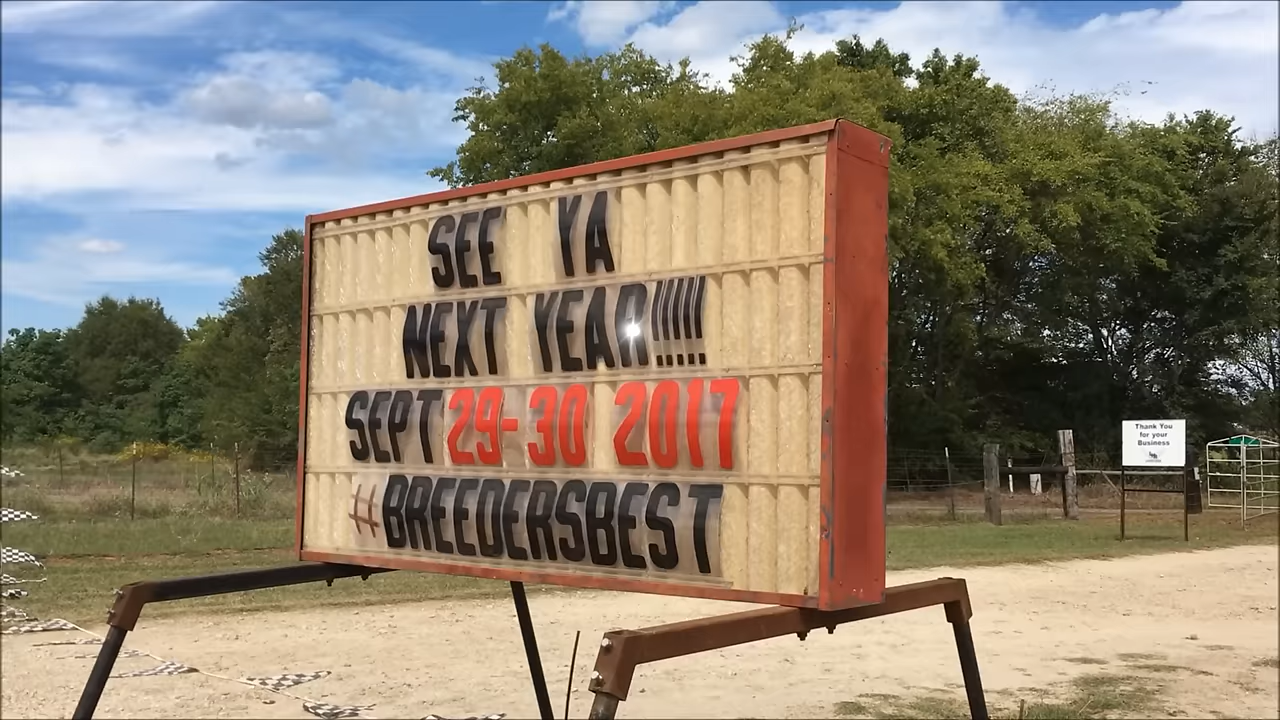 SEE YA
NEXT YEAR!!!!!!
SEPT 29-30 2017
#BREEDERSBEST
Thank You
for your
Business